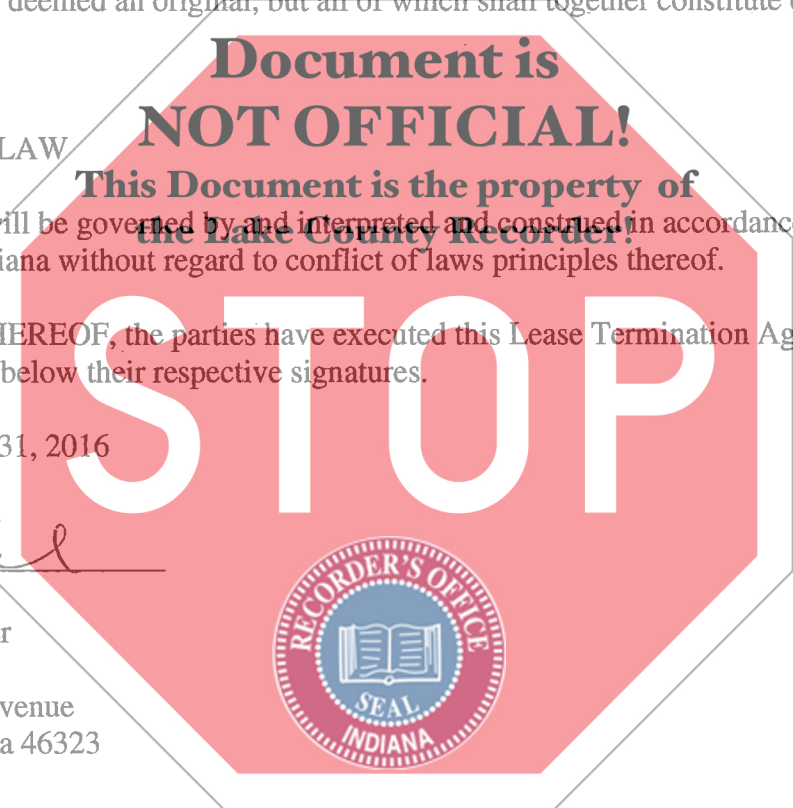 deemed an original, but all of which shall together constitute
Document is
NOT OFFICIAL!
LAW
This Document is the property of
the Lake County Recorder!
ill be governed by and interpreted and construed in accordance
iana without regard to conflict of laws principles thereof.
HEREOF, the parties have executed this Lease Termination Ag
below their respective signatures.
STOP
31, 2016
RECORDER'S OFFICE
SEAL
INDIANA
r
venue
a 46323